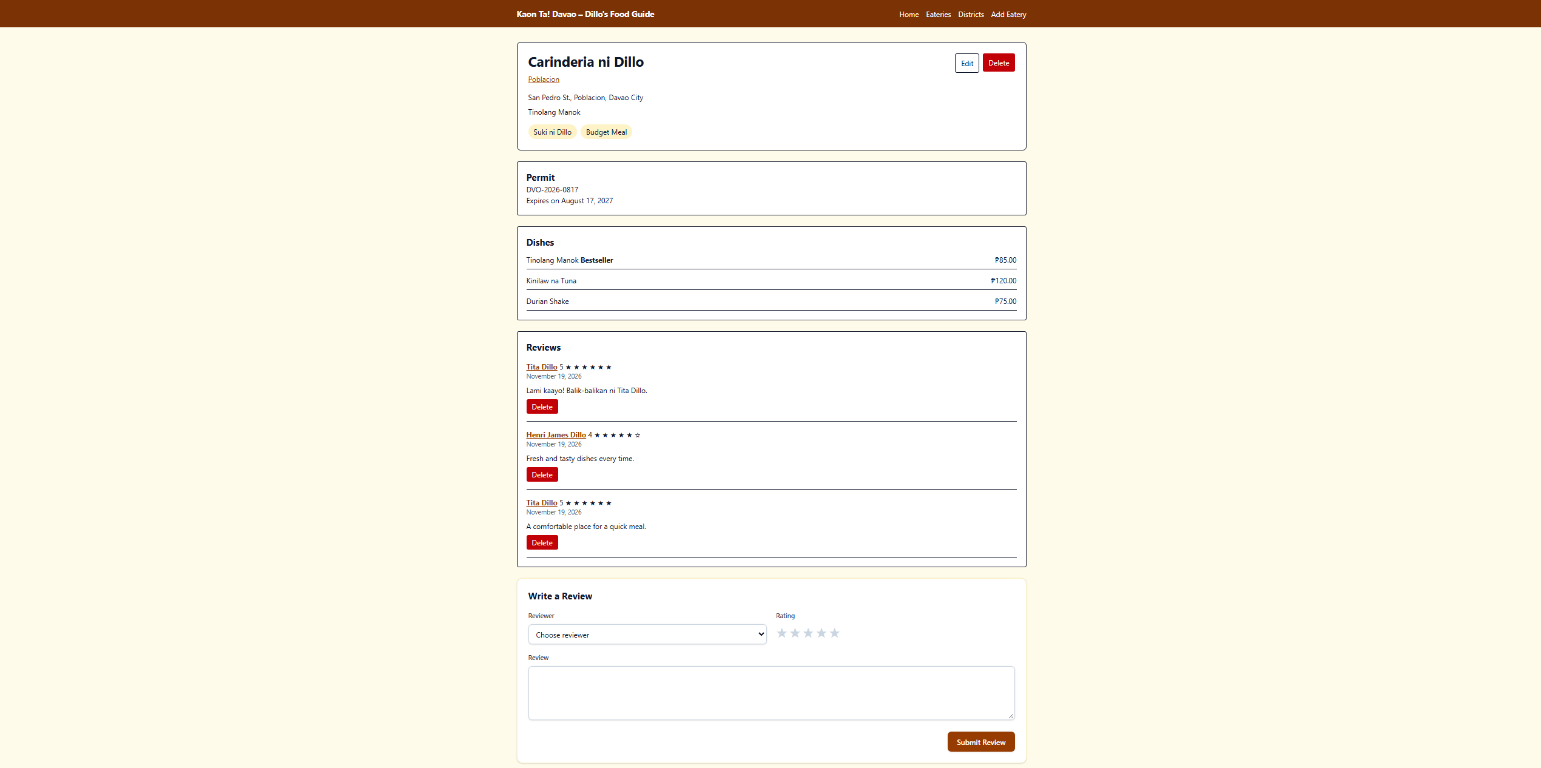 Kaon Ta! Davao – Dillo's Food Guide
Home Eateries Districts Add Eatery
Carinderia ni Dillo
Edit Delete
Poblacion
San Pedro St., Poblacion, Davao City
Tinolang Manok
Suki ni Dillo Budget Meal
Permit
DVO-2026-0817
Expires on August 17, 2027
Dishes
Tinolang Manok Bestseller ₱85.00
Kinilaw na Tuna ₱120.00
Durian Shake ₱75.00
Reviews
Tita Dillo 5 ★ ★ ★ ★ ★ ★
November 19, 2026
Lami kaayo! Balik-balikan ni Tita Dillo.
Delete
Henri James Dillo 4 ★ ★ ★ ★ ★ ☆
November 19, 2026
Fresh and tasty dishes every time.
Delete
Tita Dillo 5 ★ ★ ★ ★ ★ ★
November 19, 2026
A comfortable place for a quick meal.
Delete
Write a Review
Reviewer Rating
Choose reviewer ★★★★★
Review
Submit Review